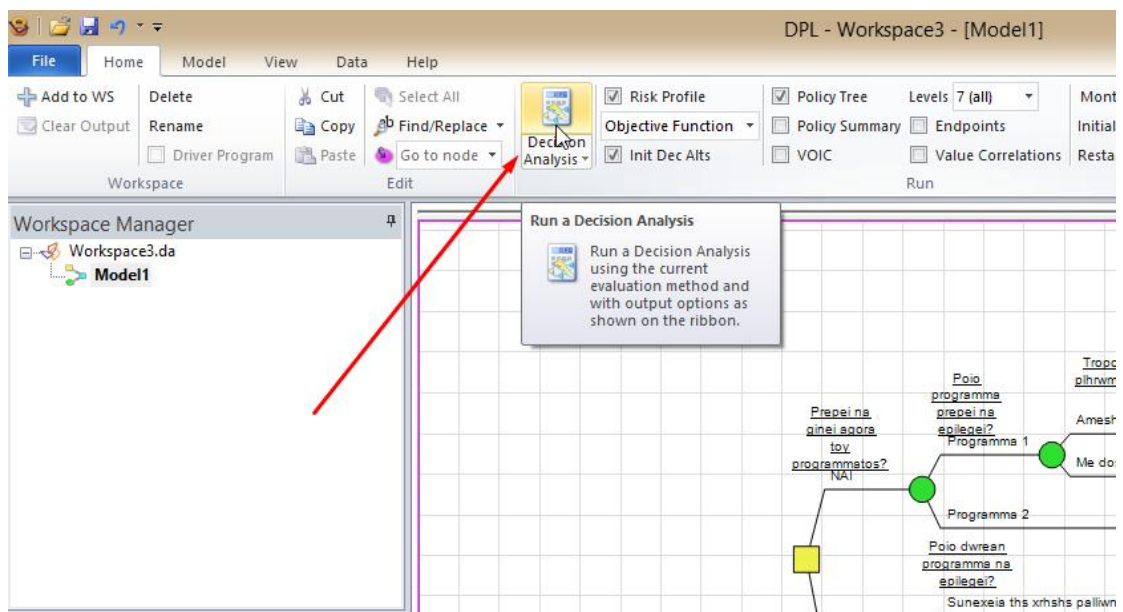 DPL - Workspace3 - [Model1]
File Home Model View Data Help
Add to WS Delete Cut Select All Risk Profile Policy Tree Levels 7 (all) Mont
Clear Output Rename Copy Find/Replace Objective Function Policy Summary Endpoints Initial
Driver Program Paste Go to node Decision Analysis Init Dec Alts VOIC Value Correlations Resta
Workspace Edit Run
Workspace Manager
Workspace3.da
Model1
Run a Decision Analysis
Run a Decision Analysis
using the current
evaluation method and
with output options as
shown on the ribbon.
Tropo
plhrwm
Poio
programma
prepei na
epilegei?
Prepei na
ginei agora
toy
programmatos?
NAI
Programma 1
Amesh
Me dos
Programma 2
Poio dwrean
programma na
epilegei?
Sunexeia ths xrhshs palliwn